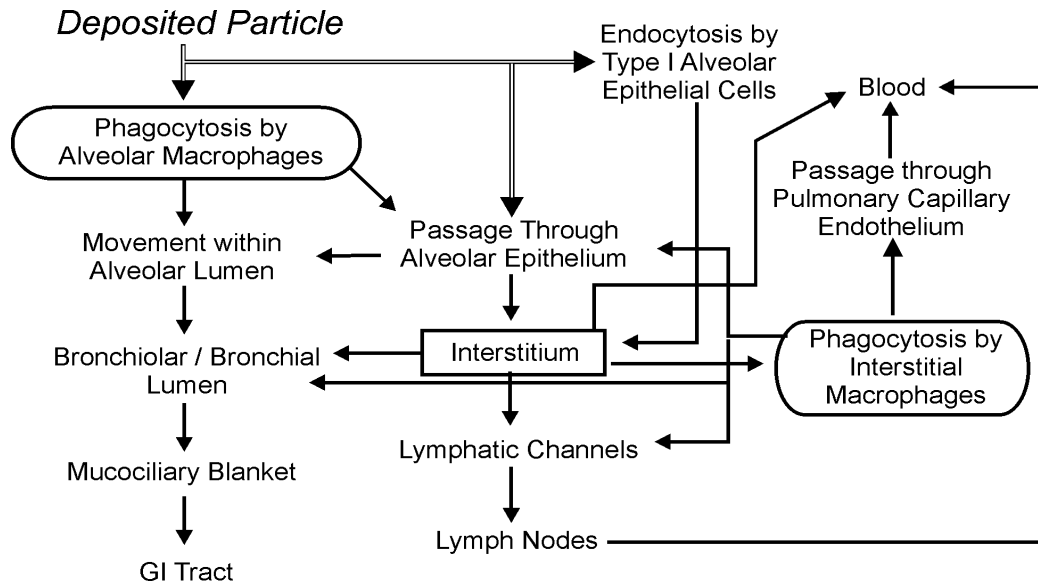 Deposited Particle
Endocytosis by
Type I Alveolar
Epithelial Cells
Blood
Phagocytosis by
Alveolar Macrophages
Passage through
Pulmonary Capillary
Endothelium
Movement within
Alveolar Lumen
Passage Through
Alveolar Epithelium
Bronchiolar / Bronchial
Lumen
Interstitium
Phagocytosis by
Interstitial
Macrophages
Lymphatic Channels
Mucociliary Blanket
Lymph Nodes
GI Tract